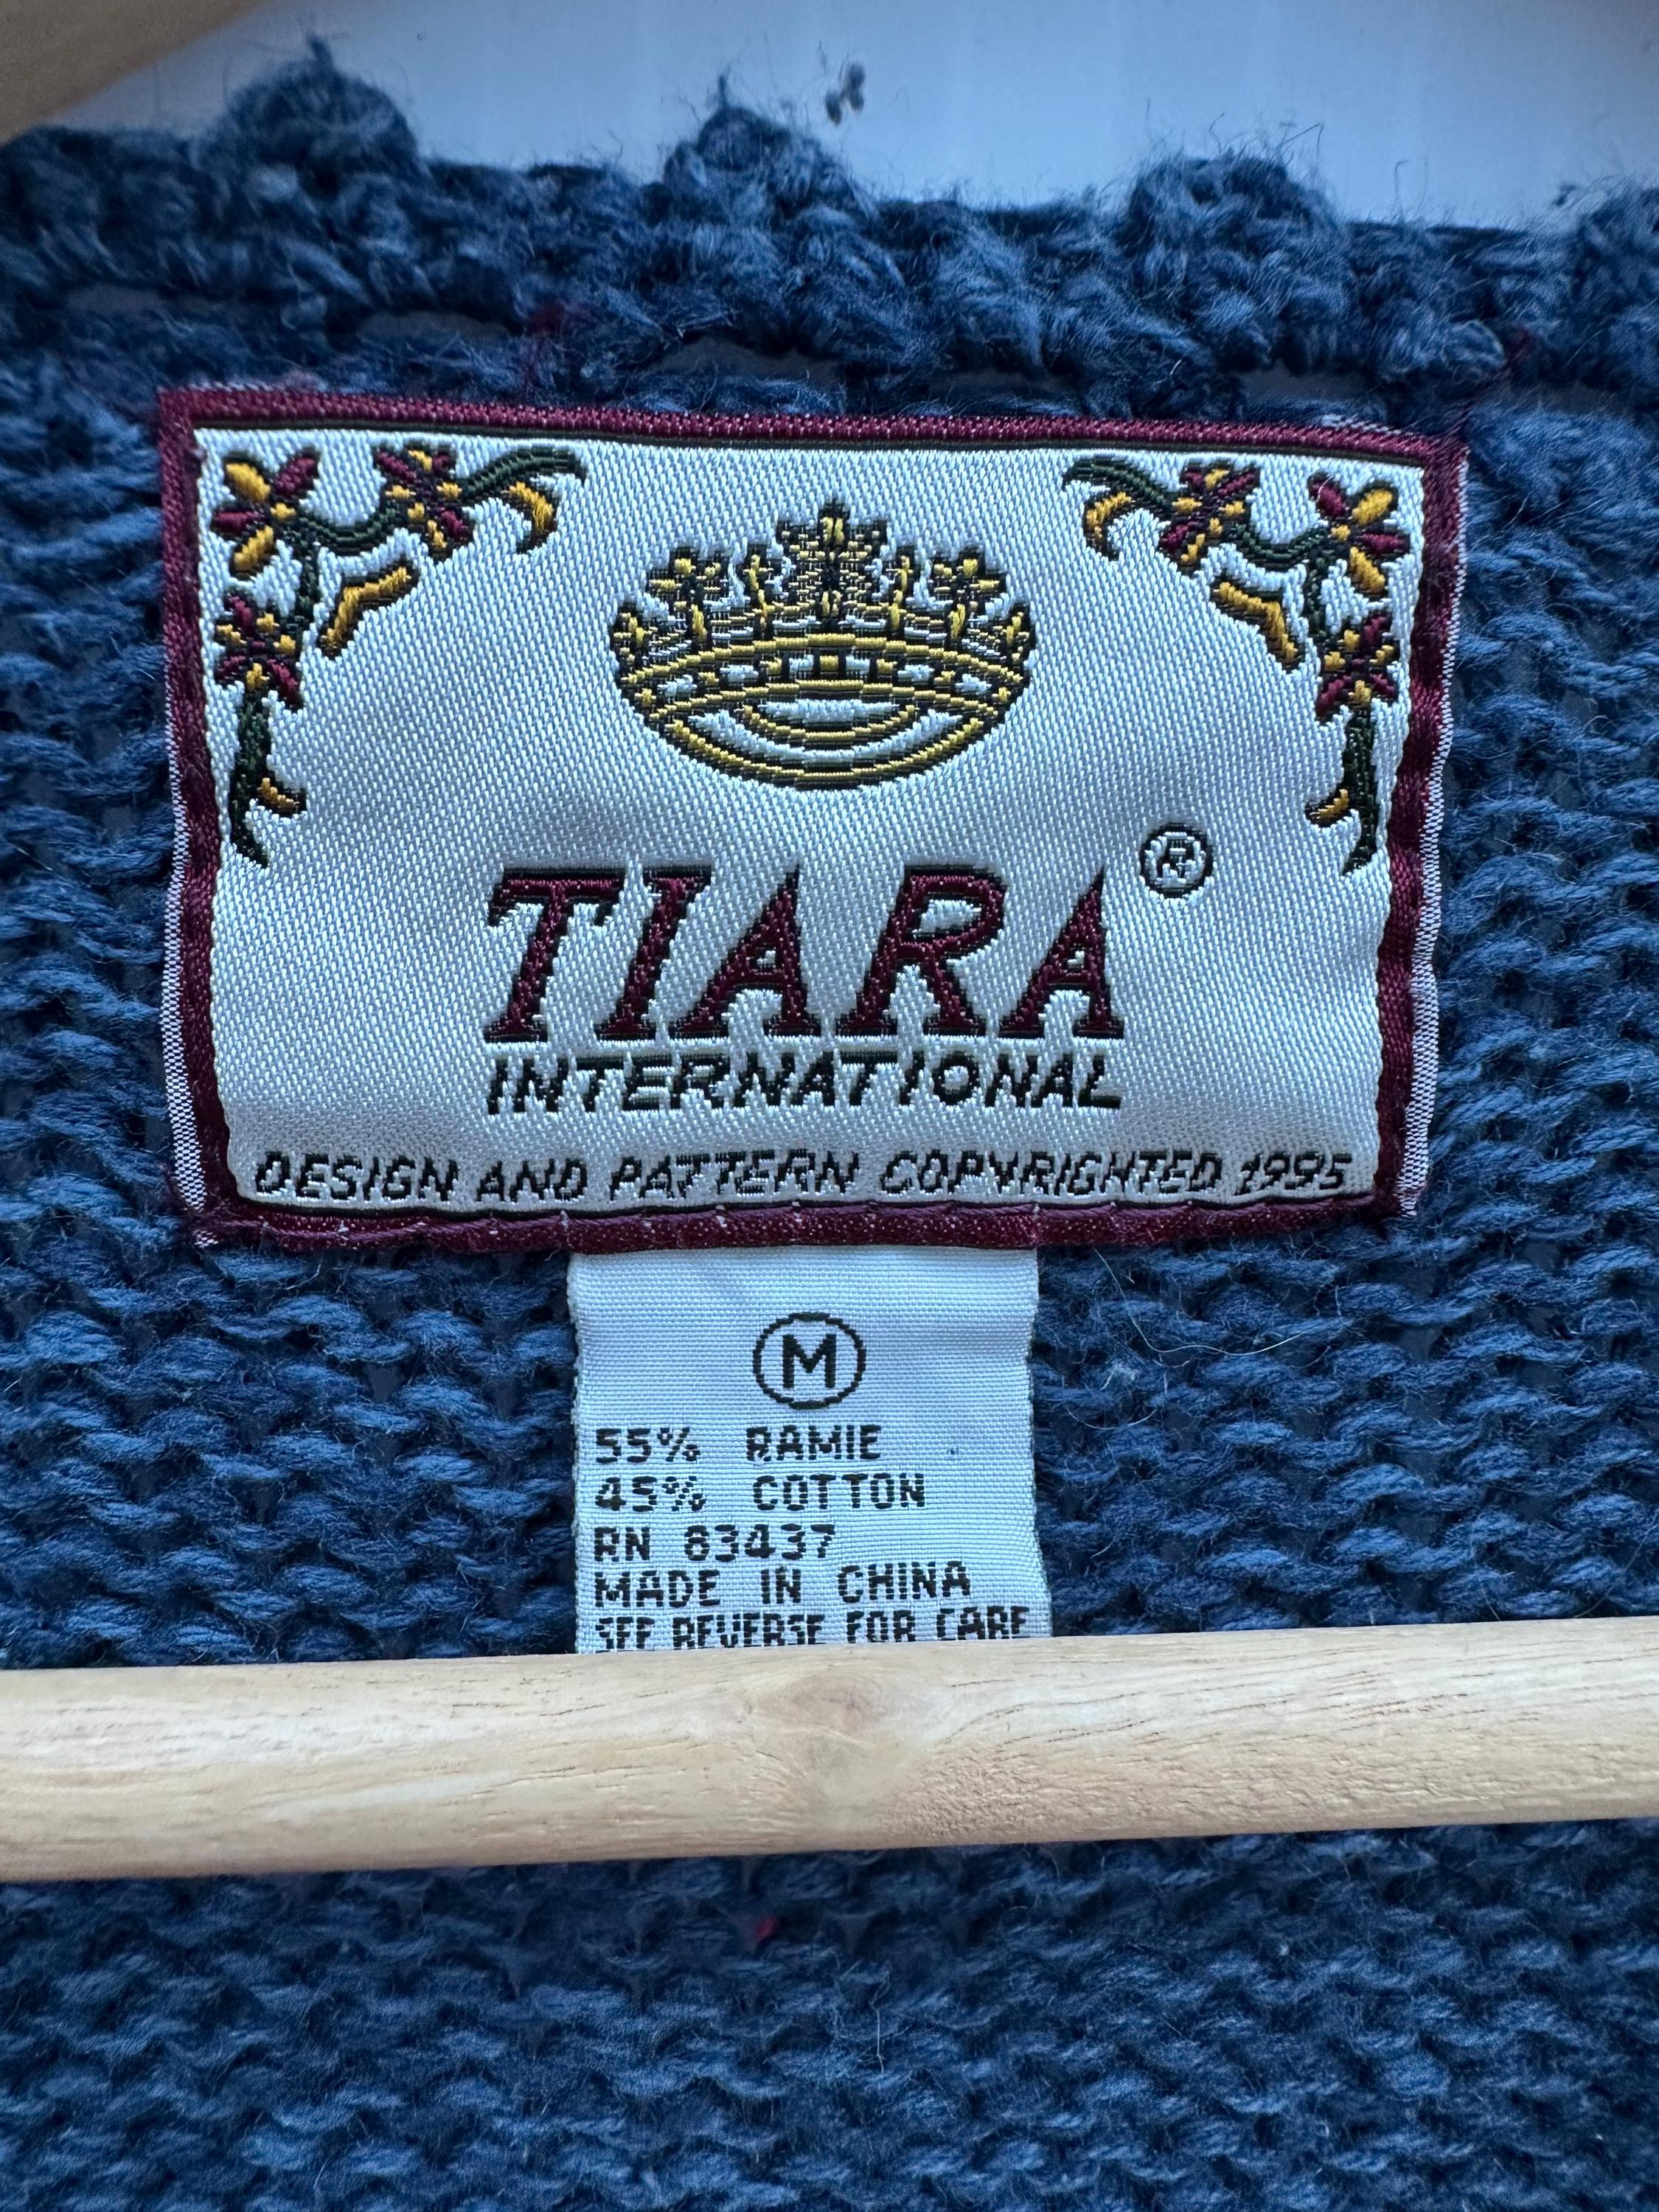 TIARA®
INTERNATIONAL
DESIGN AND PATTERN COPYRIGHTED 1995
M
55% RAMIE
45% COTTON
RN 83437
MADE IN CHINA
SEE REVERSE FOR CARE